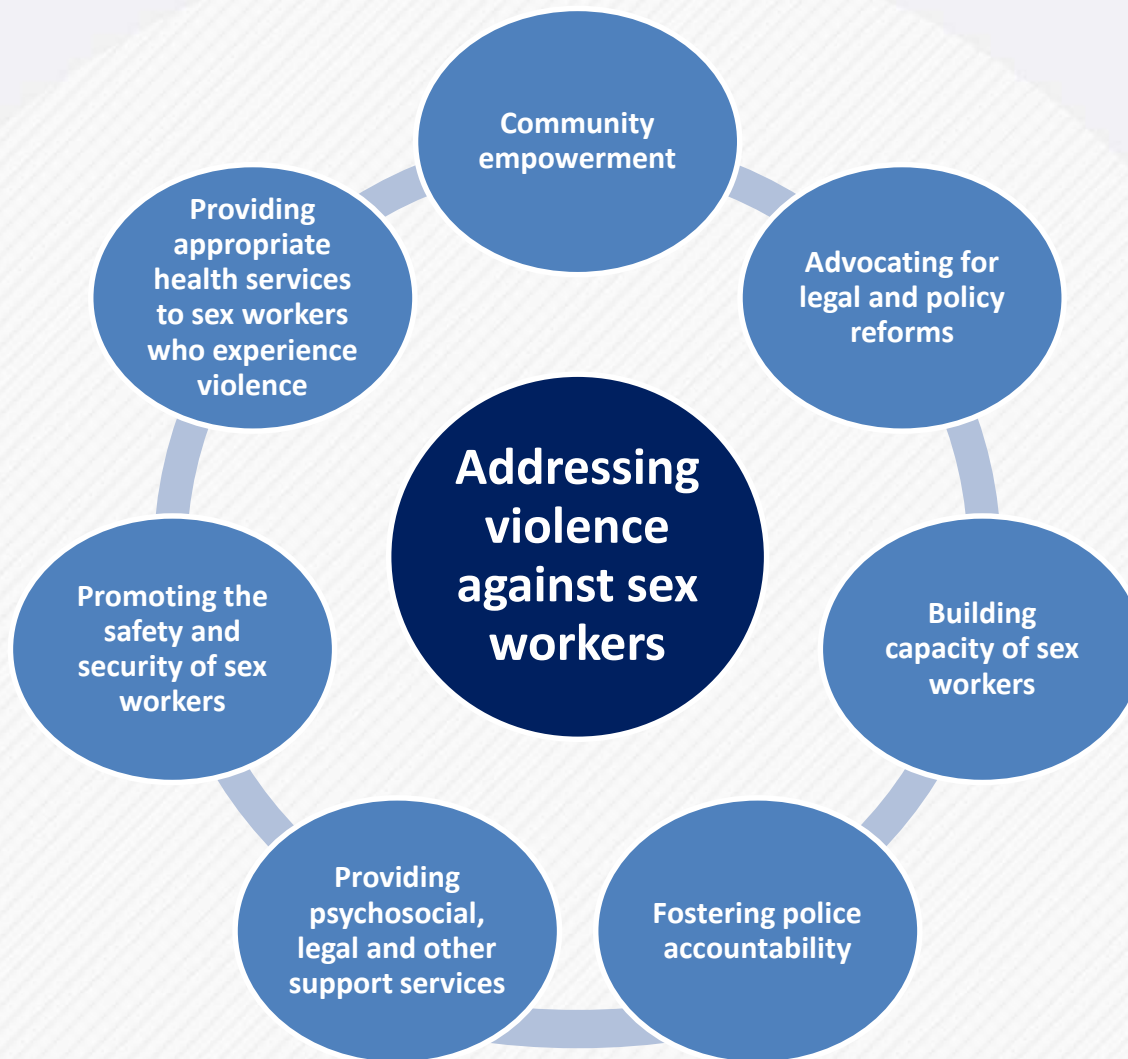 Community
empowerment
Advocating for
legal and policy
reforms
Building
capacity of sex
workers
Fostering police
accountability
Providing
psychosocial,
legal and other
support services
Promoting the
safety and
security of sex
workers
Providing
appropriate
health services
to sex workers
who experience
violence
Addressing
violence
against sex
workers